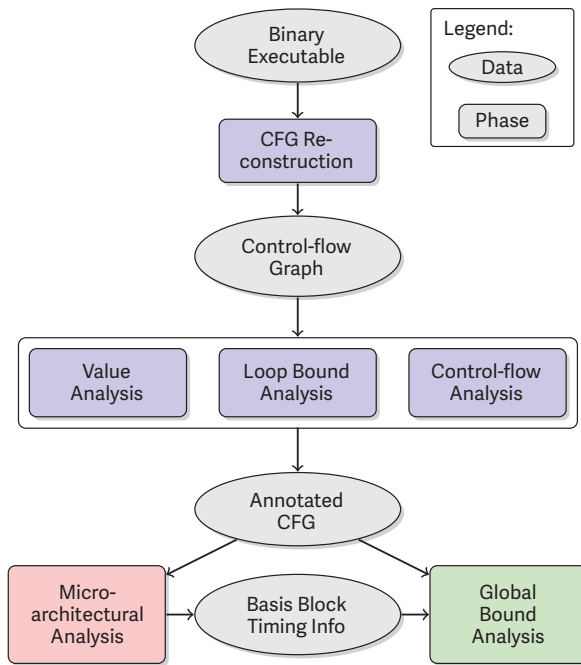 Binary
Executable
Legend:
Data
Phase
CFG Re-
construction
Control-flow
Graph
Value
Analysis
Loop Bound
Analysis
Control-flow
Analysis
Annotated
CFG
Micro-
architectural
Analysis
Basis Block
Timing Info
Global
Bound
Analysis